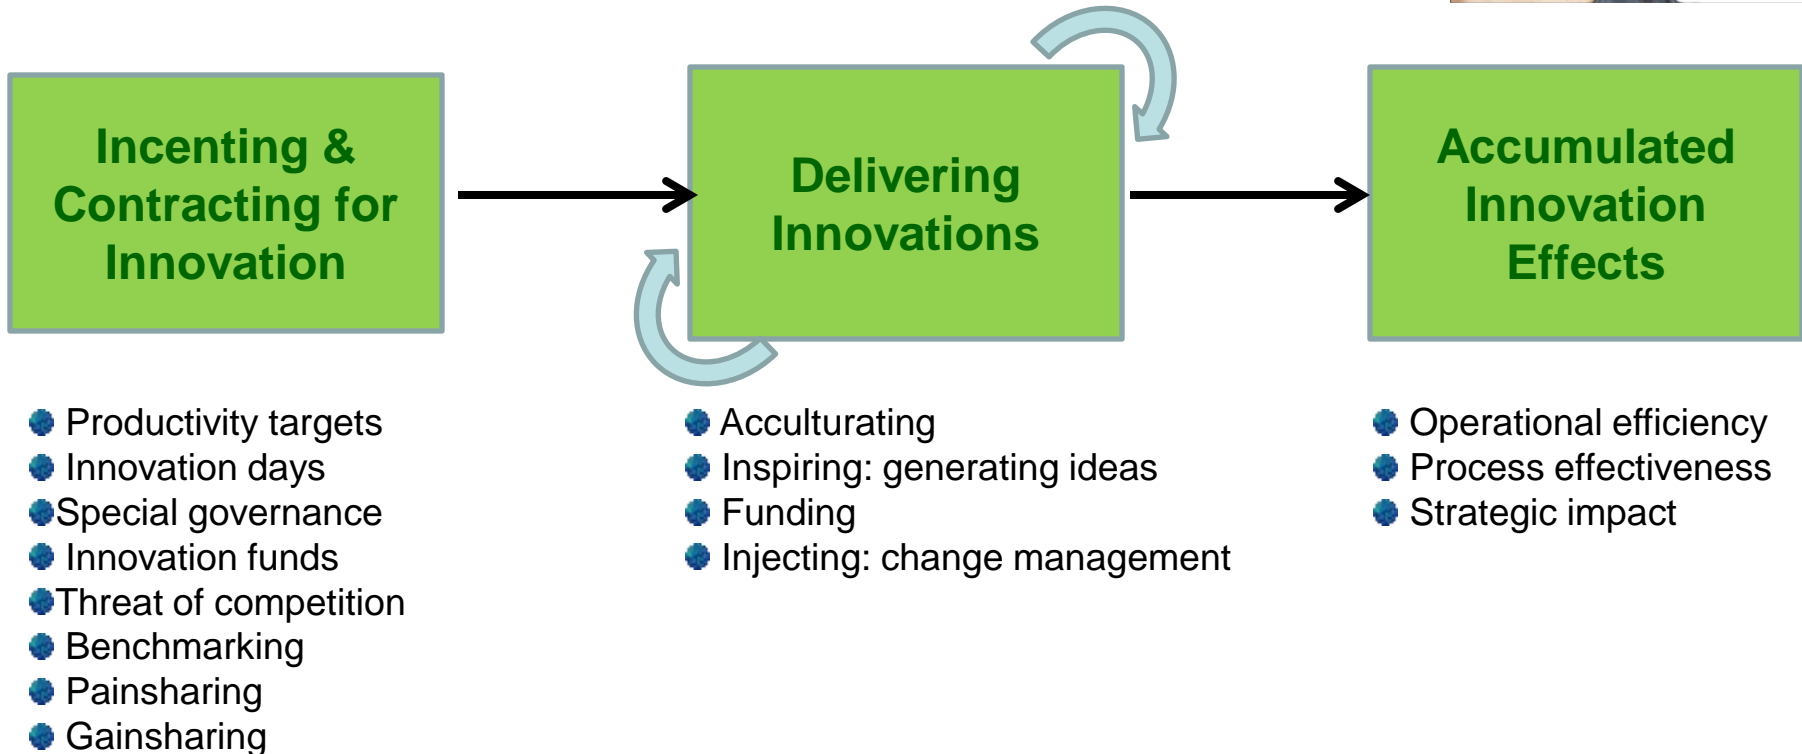 Incenting &
Contracting for
Innovation
Delivering
Innovations
Accumulated
Innovation
Effects
Productivity targets
Innovation days
Special governance
Innovation funds
Threat of competition
Benchmarking
Painsharing
Gainsharing
Acculturating
Inspiring: generating ideas
Funding
Injecting: change management
Operational efficiency
Process effectiveness
Strategic impact